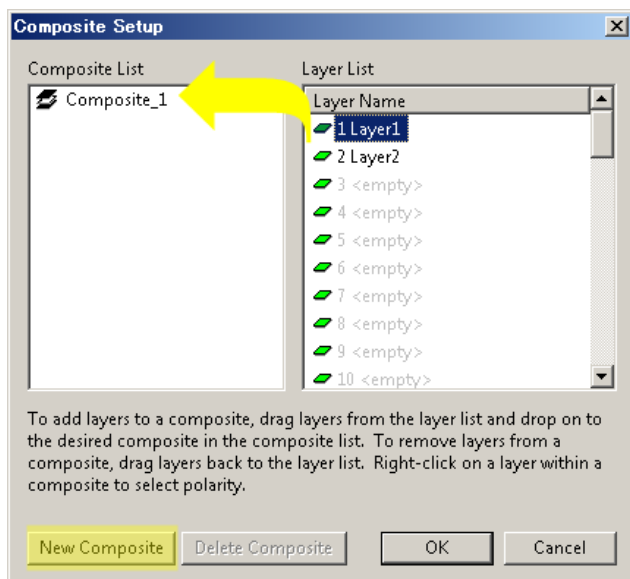 Composite Setup
Composite List
Layer List
Composite_1
Layer Name
1 Layer1
2 Layer2
3 <empty>
4 <empty>
5 <empty>
6 <empty>
7 <empty>
8 <empty>
9 <empty>
10 <empty>
To add layers to a composite, drag layers from the layer list and drop on to
the desired composite in the composite list. To remove layers from a
composite, drag layers back to the layer list. Right-click on a layer within a
composite to select polarity.
New Composite
Delete Composite
OK
Cancel